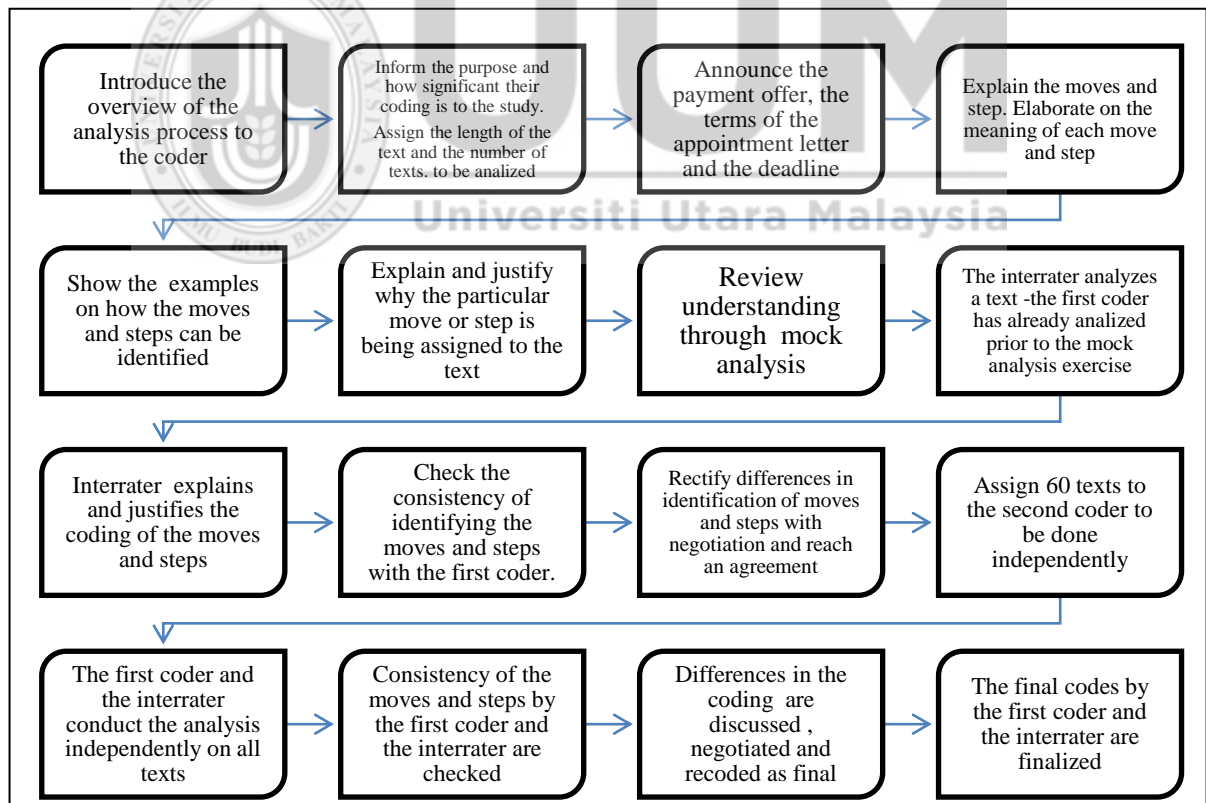 Introduce the
overview of the
analysis process to
the coder
Inform the purpose and
how significant their
coding is to the study.
Assign the length of the
text and the number of
texts. to be analized
Announce the
payment offer, the
terms of the
appointment letter
and the deadline
Explain the moves and
step. Elaborate on the
meaning of each move
and step
UUM
Universiti Utara Malaysia
ILMU BUDI BAKTI
Show the examples
on how the moves
and steps can be
identified
Explain and justify
why the particular
move or step is
being assigned to the
text
Review
understanding
through mock
analysis
The interrater analyzes
a text -the first coder
has already analized
prior to the mock
analysis exercise
Interrater explains
and justifies the
coding of the moves
and steps
Check the
consistency of
identifying the
moves and steps
with the first coder.
Rectify differences in
identification of moves
and steps with
negotiation and reach
an agreement
Assign 60 texts to
the second coder to
be done
independently
The first coder and
the interrater
conduct the analysis
independently on all
texts
Consistency of the
moves and steps by
the first coder and
the interrater are
checked
Differences in the
coding are
discussed ,
negotiated and
recoded as final
The final codes by
the first coder and
the interrater are
finalized